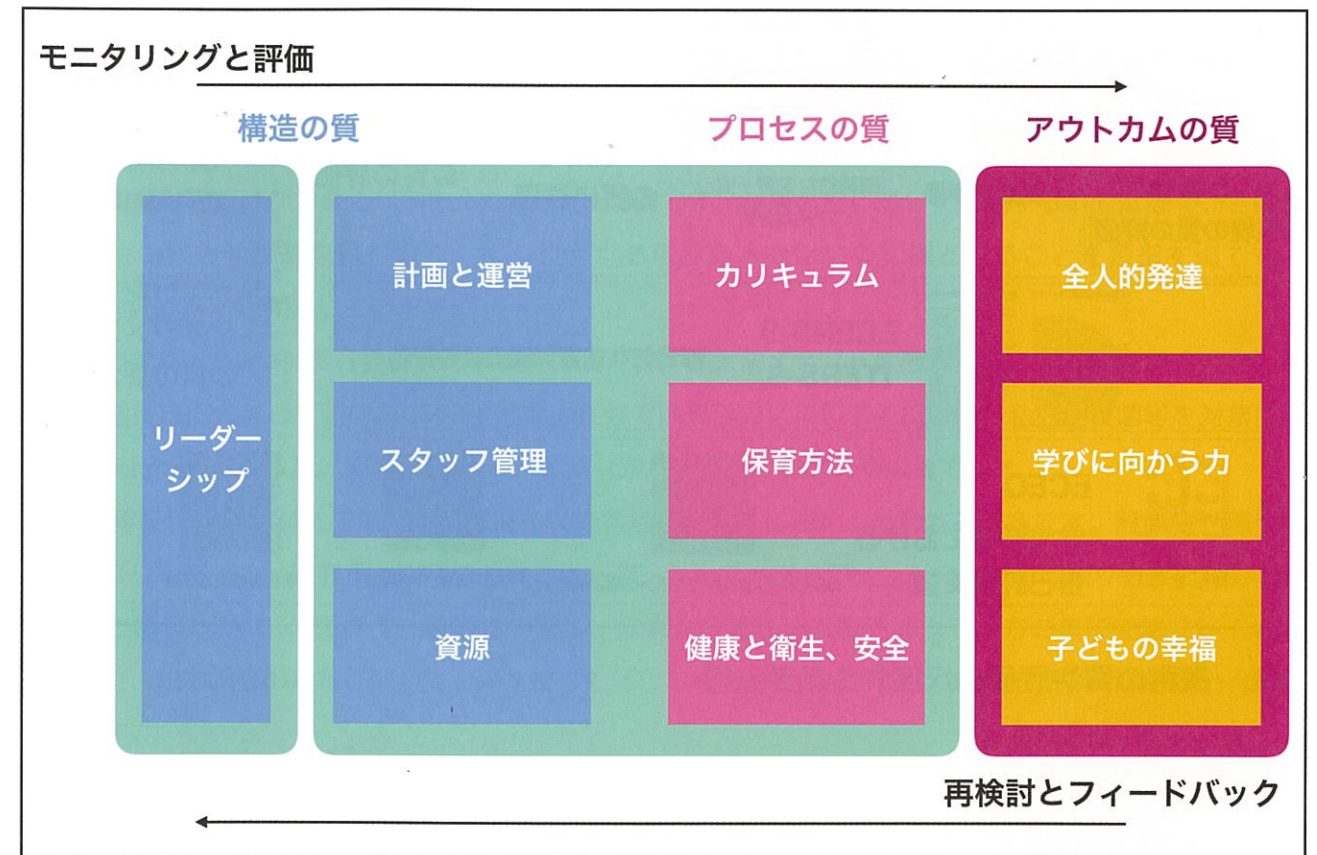 モニタリングと評価
構造の質
プロセスの質
アウトカムの質
リーダー
シップ
計画と運営
カリキュラム
全人的発達
スタッフ管理
保育方法
学びに向かう力
資源
健康と衛生、安全
子どもの幸福
再検討とフィードバック